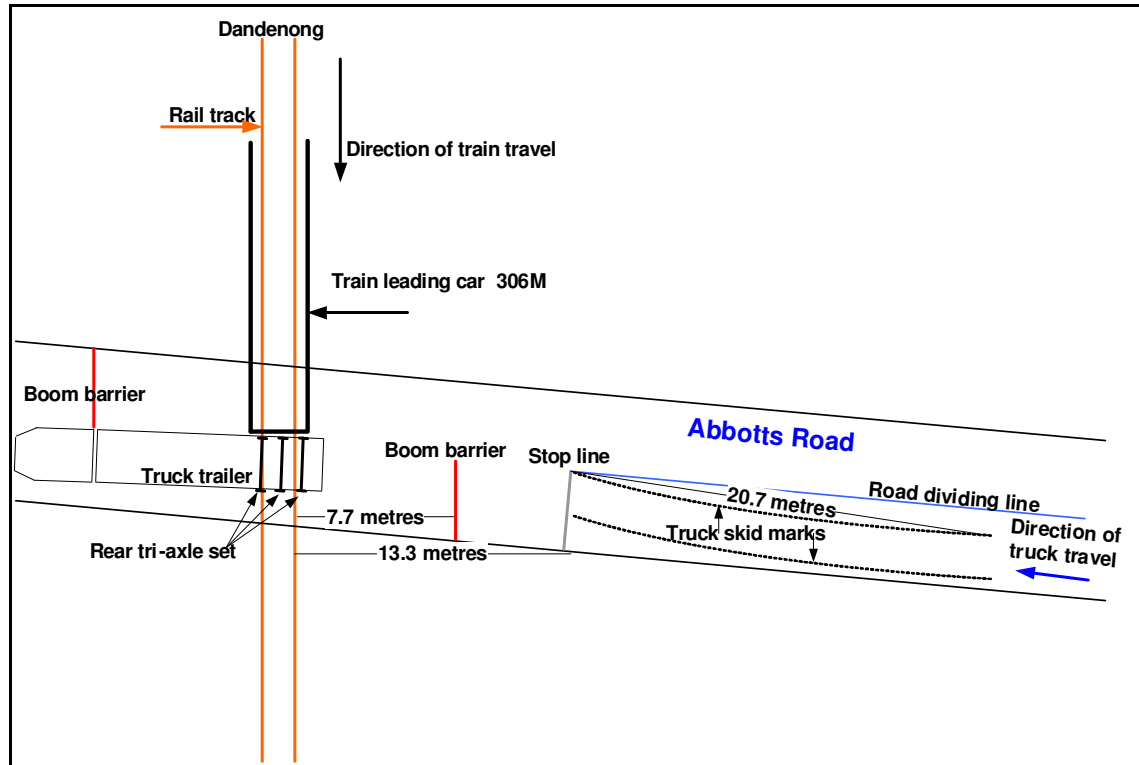 Dandenong
Rail track
Direction of train travel
Train leading car 306M
Boom barrier
Abbotts Road
Boom barrier
Stop line
Truck trailer
20.7 metres
Road dividing line
7.7 metres
Truck skid marks
Direction of
truck travel
Rear tri-axle set
13.3 metres